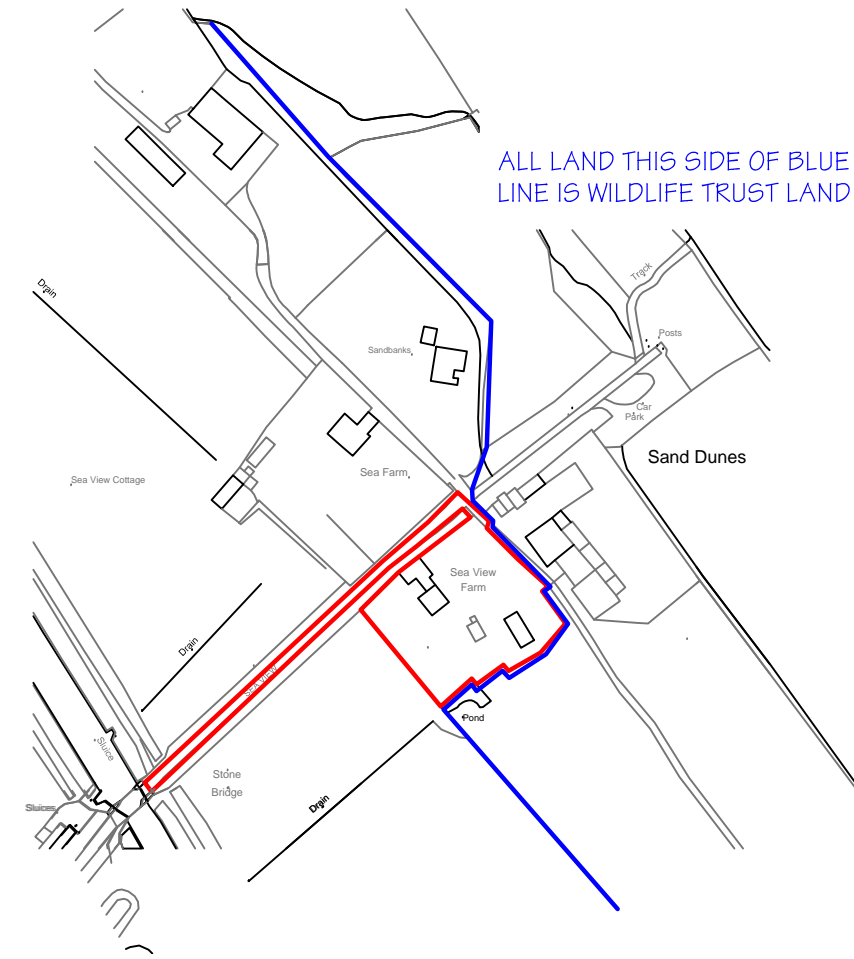 ALL LAND THIS SIDE OF BLUE
LINE IS WILDLIFE TRUST LAND
Track
Drain
Posts
Sandbanks
Car
Park
Sand Dunes
Sea Farm
Sea View Cottage
Sea View
Farm
Drain
SEA VIEW
Pond
Sluice
Stone
Bridge
Sluices
Drain